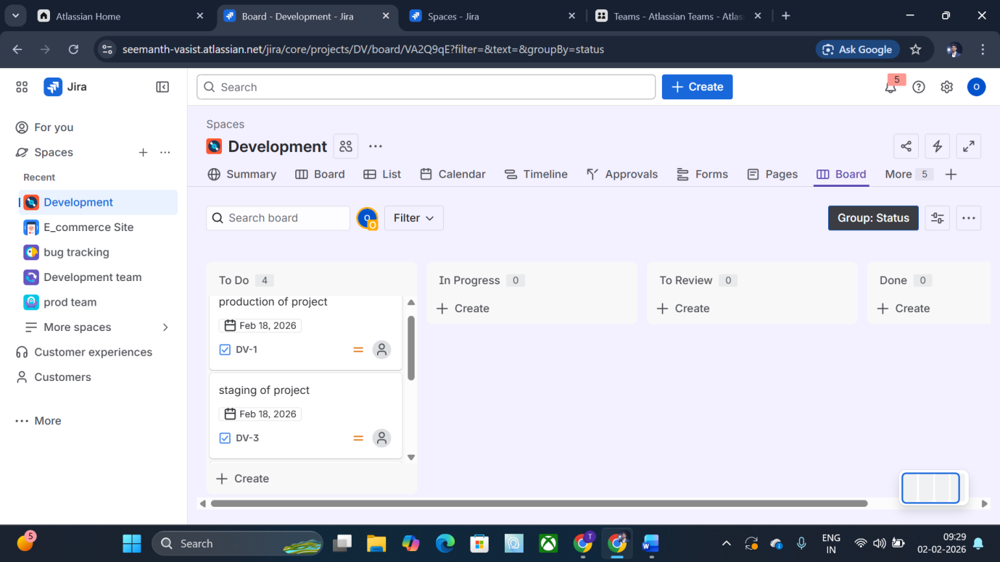 Atlassian Home
Board - Development - Jira
Spaces - Jira
Teams - Atlassian Teams - Atlas
seemanth-vasist.atlassian.net/jira/core/projects/DV/board/VA2Q9qE?filter=&text=&groupBy=status
Ask Google
Jira
Search
Create
5
O
For you
Spaces
Recent
Development
E_commerce Site
bug tracking
Development team
prod team
More spaces
Customer experiences
Customers
More
Spaces
Development
Summary
Board
List
Calendar
Timeline
Approvals
Forms
Pages
Board
More 5
Search board
O
O
Filter
Group: Status
To Do 4
production of project
Feb 18, 2026
DV-1
staging of project
Feb 18, 2026
DV-3
Create
In Progress 0
Create
To Review 0
Create
Done 0
Create
5
Search
T
W
ENG
IN
09:29
02-02-2026